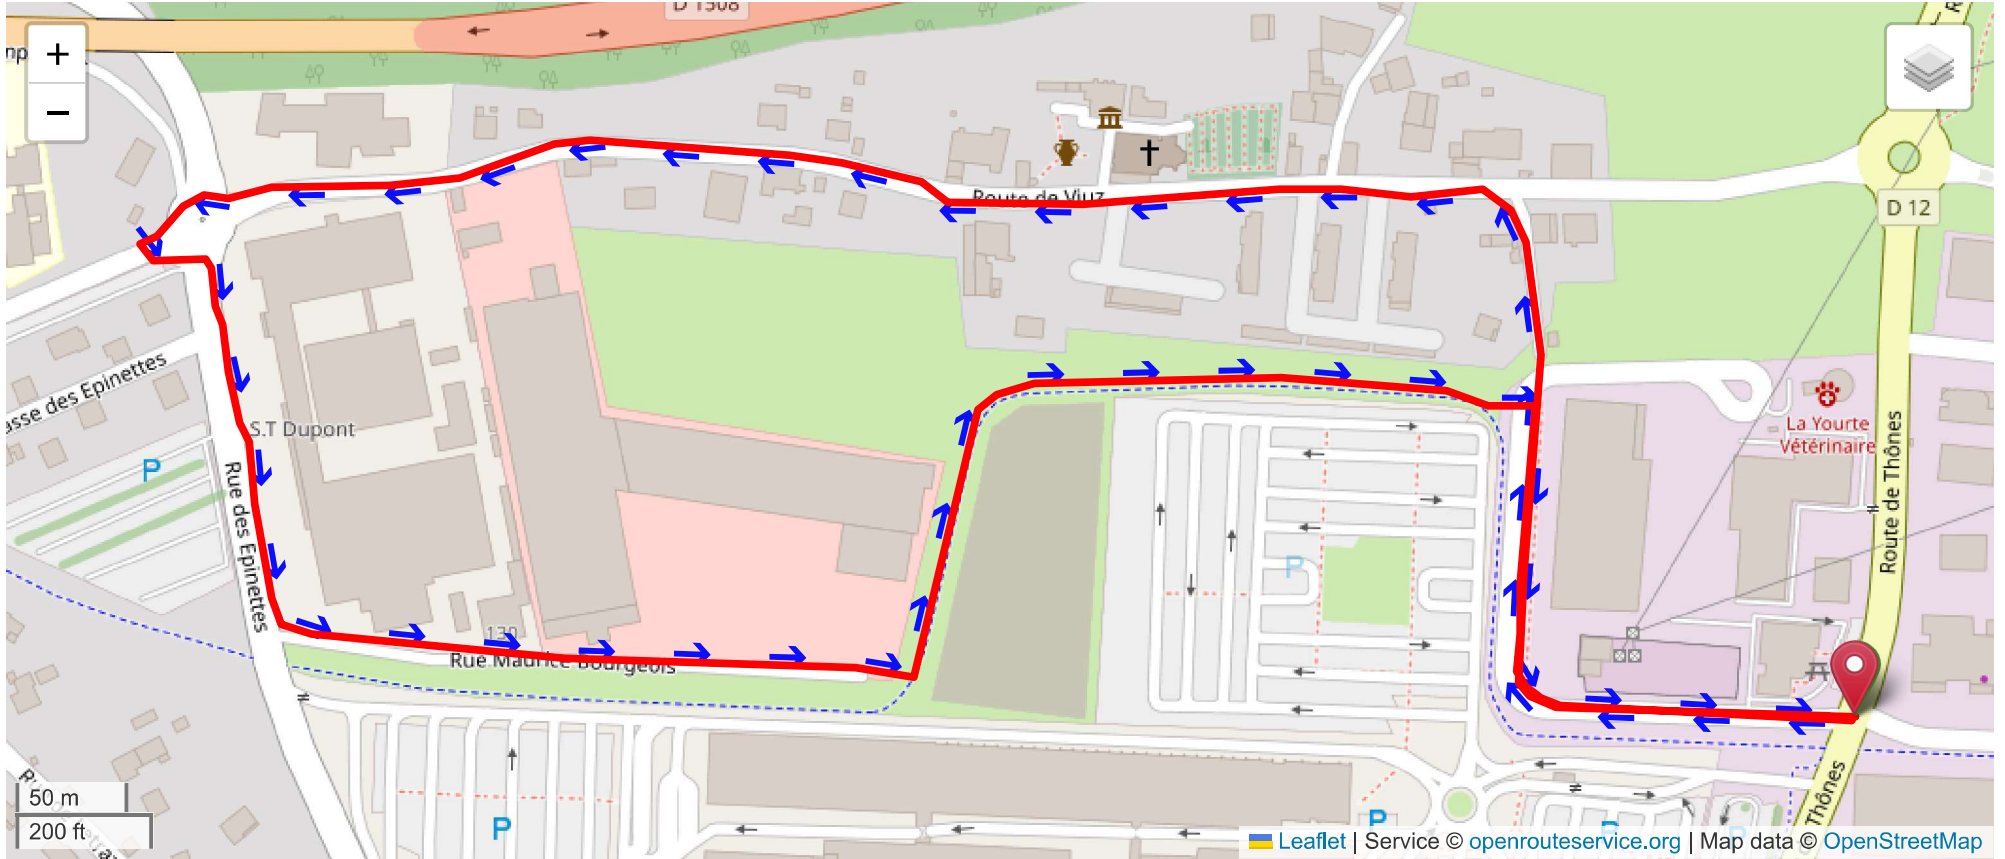 D 1508
+
−
Route de Viuz
D 12
La Yourte
Vétérinaire
Route de Thônes
asse des Epinettes
S.T Dupont
P
Rue des Epinettes
P
130
Rue Maurice Bourgeois
50 m
200 ft
P
P
P
P
Thônes
Leaflet | Service © openrouteservice.org | Map data © OpenStreetMap